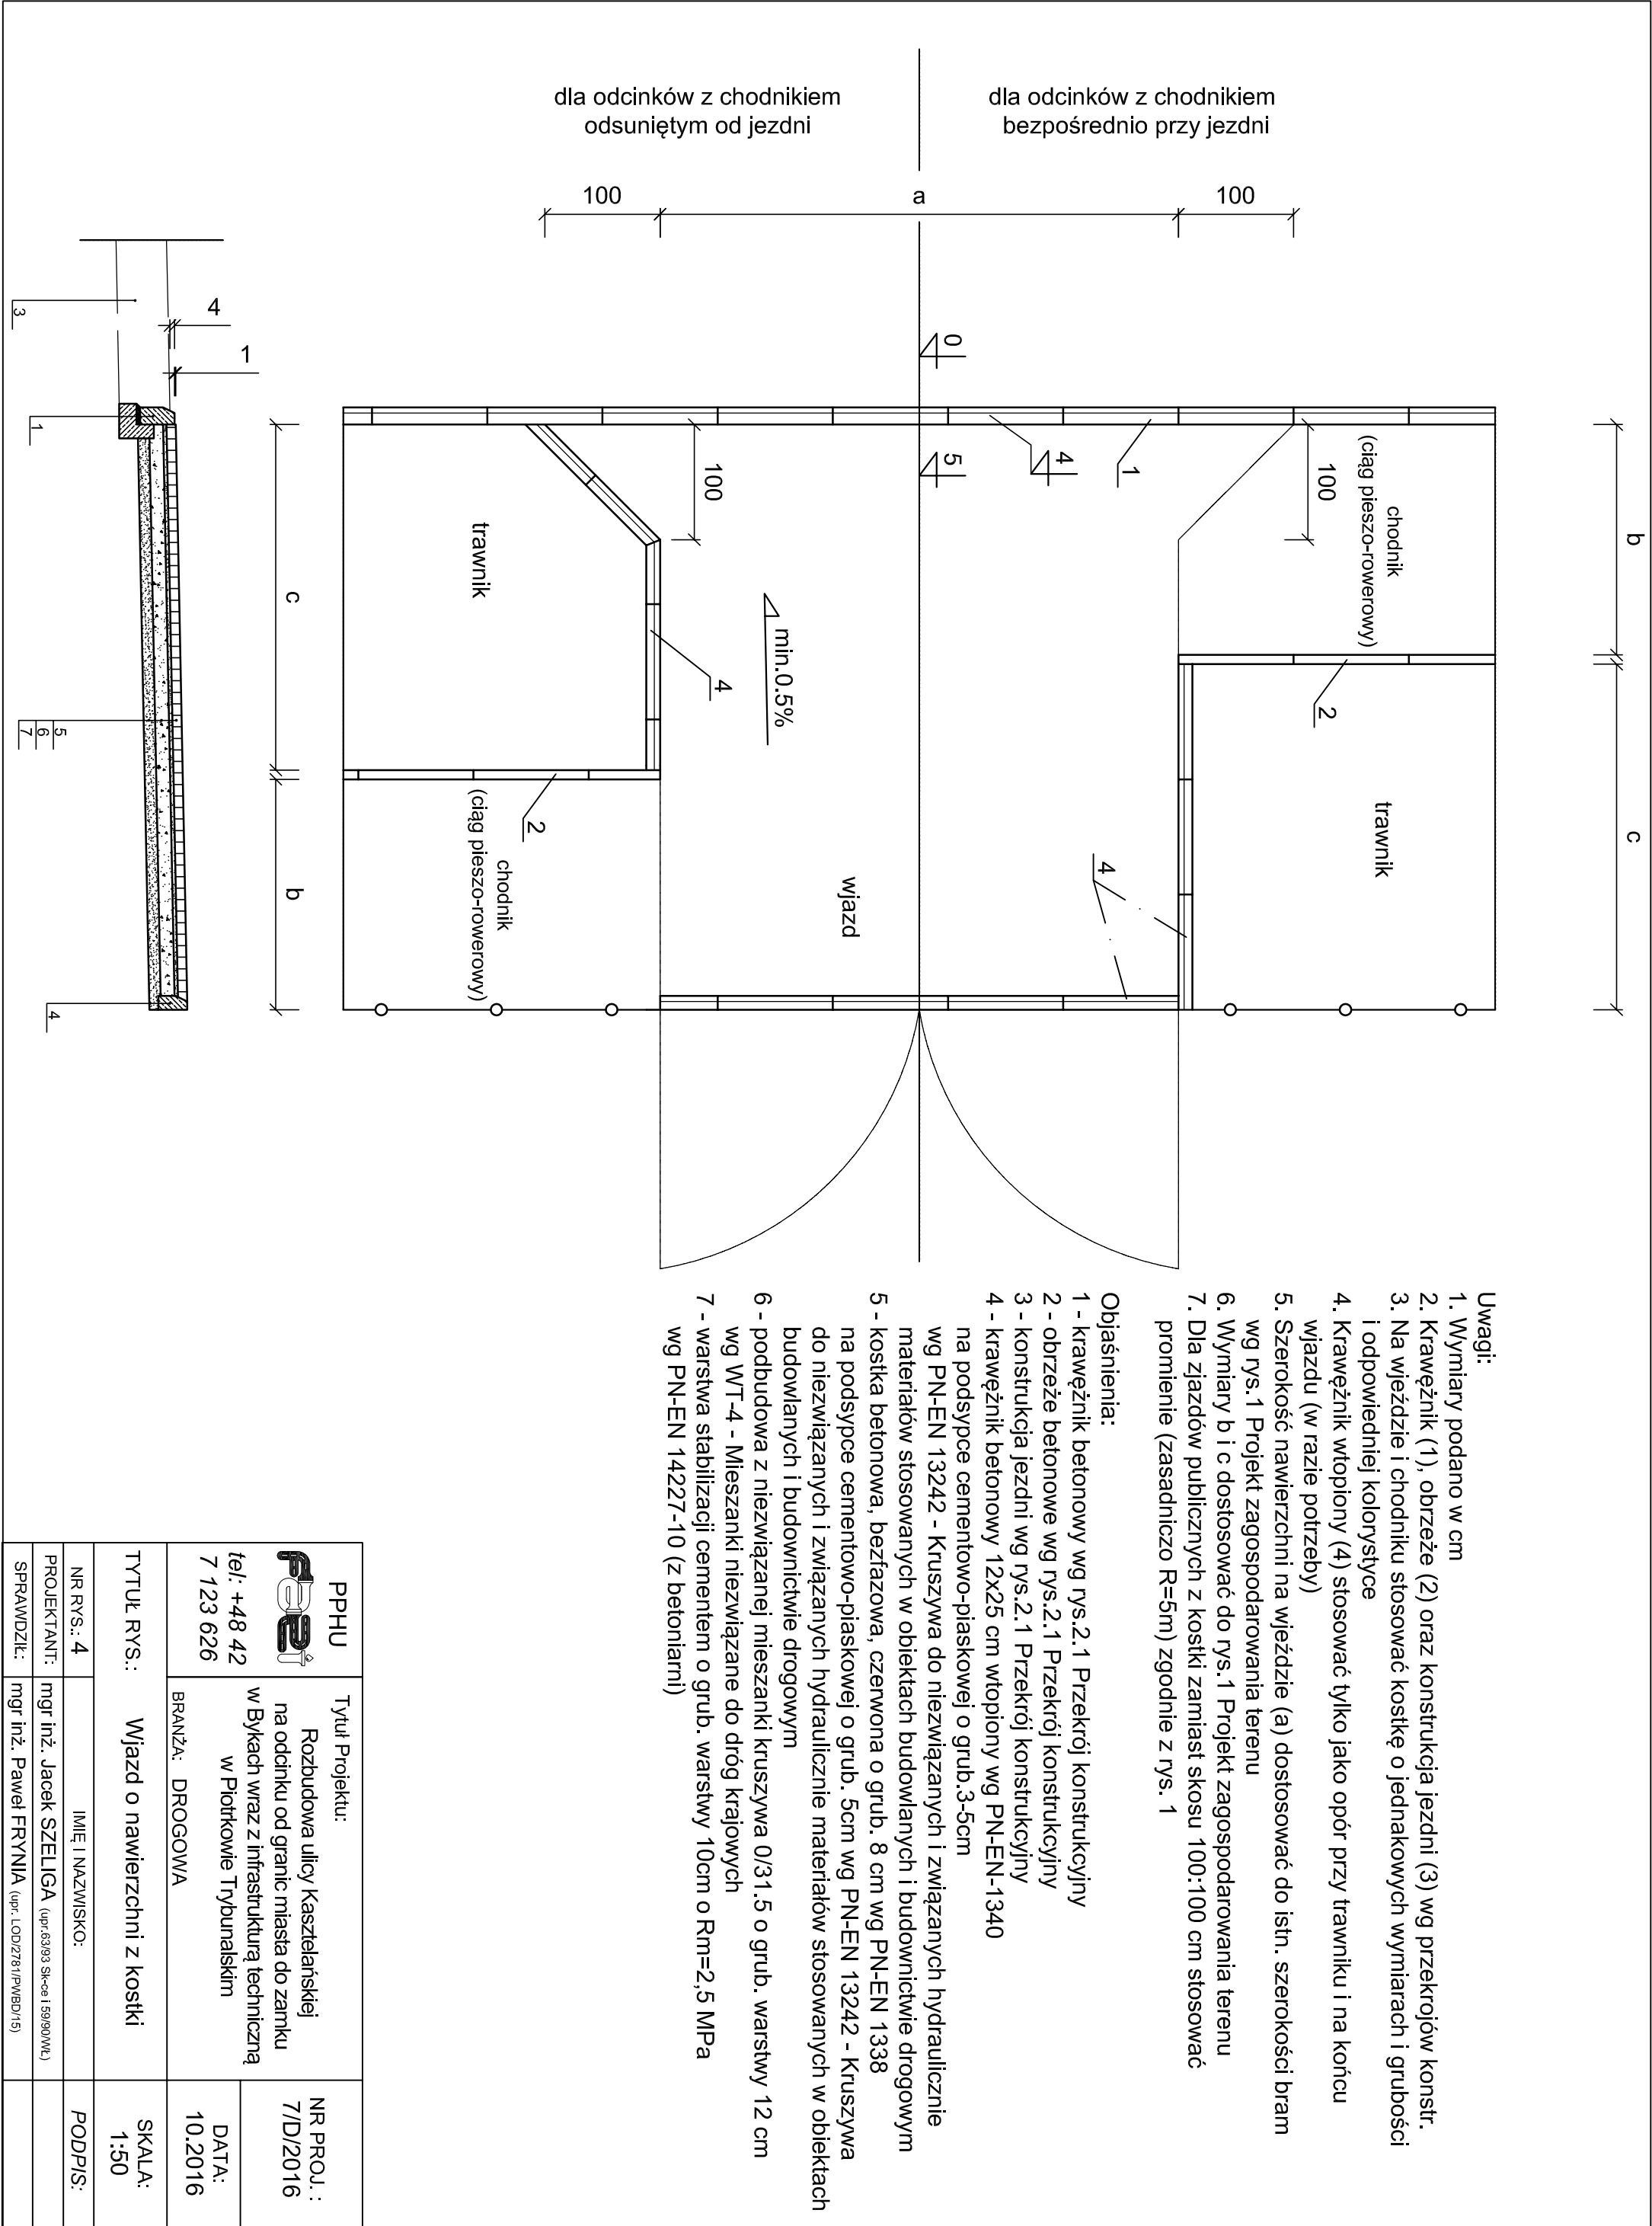 dla odcinków z chodnikiem
odsuniętym od jezdni
dla odcinków z chodnikiem
bezpośrednio przy jezdni
100
a
100
b
c
0
5
4
1
100
chodnik
(ciąg pieszo-rowerowy)
100
2
trawnik
trawnik
4
min.0.5%
4
wjazd
2
chodnik
(ciąg pieszo-rowerowy)
c
b
4
1
3
1
5
6
7
4
Uwagi:
1. Wymiary podano w cm
2. Krawężnik (1), obrzeże (2) oraz konstrukcja jezdni (3) wg przekrojów konstr.
3. Na wjeździe i chodniku stosować kostkę o jednakowych wymiarach i grubości
i odpowiedniej kolorystyce
4. Krawężnik wtopiony (4) stosować tylko jako opór przy trawniku i na końcu
wjazdu (w razie potrzeby)
5. Szerokość nawierzchni na wjeździe (a) dostosować do istn. szerokości bram
wg rys.1 Projekt zagospodarowania terenu
6. Wymiary b i c dostosować do rys.1 Projekt zagospodarowania terenu
7. Dla zjazdów publicznych z kostki zamiast skosu 100:100 cm stosować
promienie (zasadniczo R=5m) zgodnie z rys. 1
Objaśnienia:
1 - krawężnik betonowy wg rys.2.1 Przekrój konstrukcyjny
2 - obrzeże betonowe wg rys.2.1 Przekrój konstrukcyjny
3 - konstrukcja jezdni wg rys.2.1 Przekrój konstrukcyjny
4 - krawężnik betonowy 12x25 cm wtopiony wg PN-EN-1340
na podsypce cementowo-piaskowej o grub.3-5cm
wg PN-EN 13242 - Kruszywa do niezwiązanych i związanych hydraulicznie
materiałów stosowanych w obiektach budowlanych i budownictwie drogowym
5 - kostka betonowa, bezfazowa, czerwona o grub. 8 cm wg PN-EN 1338
na podsypce cementowo-piaskowej o grub. 5cm wg PN-EN 13242 - Kruszywa
do niezwiązanych i związanych hydraulicznie materiałów stosowanych w obiektach
budowlanych i budownictwie drogowym
6 - podbudowa z niezwiązanej mieszanki kruszywa 0/31.5 o grub. warstwy 12 cm
wg WT-4 - Mieszanki niezwiązane do dróg krajowych
7 - warstwa stabilizacji cementem o grub. warstwy 10cm o Rm=2,5 MPa
wg PN-EN 14227-10 (z betoniarni)
PPHU
tel: +48 42
7 123 626
Tytuł Projektu:
Rozbudowa ulicy Kasztelańskiej
na odcinku od granic miasta do zamku
w Bykach wraz z infrastrukturą techniczną
w Piotrkowie Trybunalskim
BRANŻA: DROGOWA
NR PROJ. :
7/D/2016
DATA:
10.2016
TYTUŁ RYS.: Wjazd o nawierzchni z kostki
SKALA:
1:50
NR RYS.: 4
IMIĘ I NAZWISKO:
PODPIS:
PROJEKTANT: mgr inż. Jacek SZELIGA (upr.63/93 Sk-ce i 59/90/WŁ)
SPRAWDZIŁ: mgr inż. Paweł FRYNIA (upr. LOD/2781/PWBD/15)